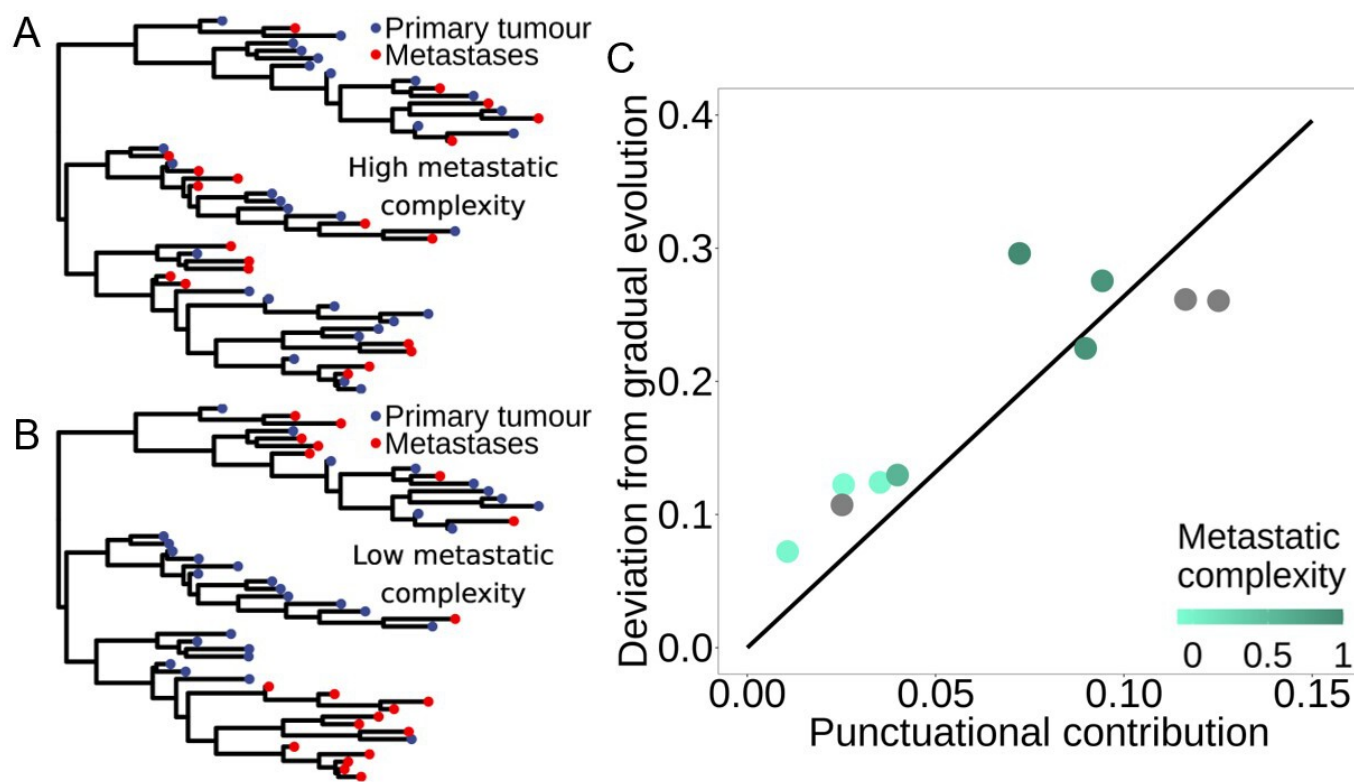 A
Primary tumour
Metastases
High metastatic
complexity
B
Primary tumour
Metastases
Low metastatic
complexity
C
Deviation from gradual evolution
0.4
0.3
0.2
0.1
0.0
0.00 0.05 0.10 0.15
Punctuational contribution
Metastatic
complexity
0 0.5 1